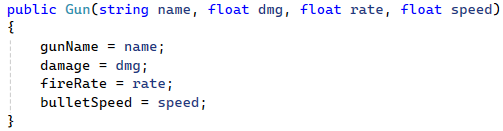 public Gun(string name, float dmg, float rate, float speed)
{
    gunName = name;
    damage = dmg;
    fireRate = rate;
    bulletSpeed = speed;
}